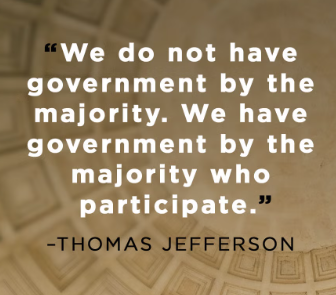 “We do not have
government by the
majority. We have
government by the
majority who
participate.”
–THOMAS JEFFERSON